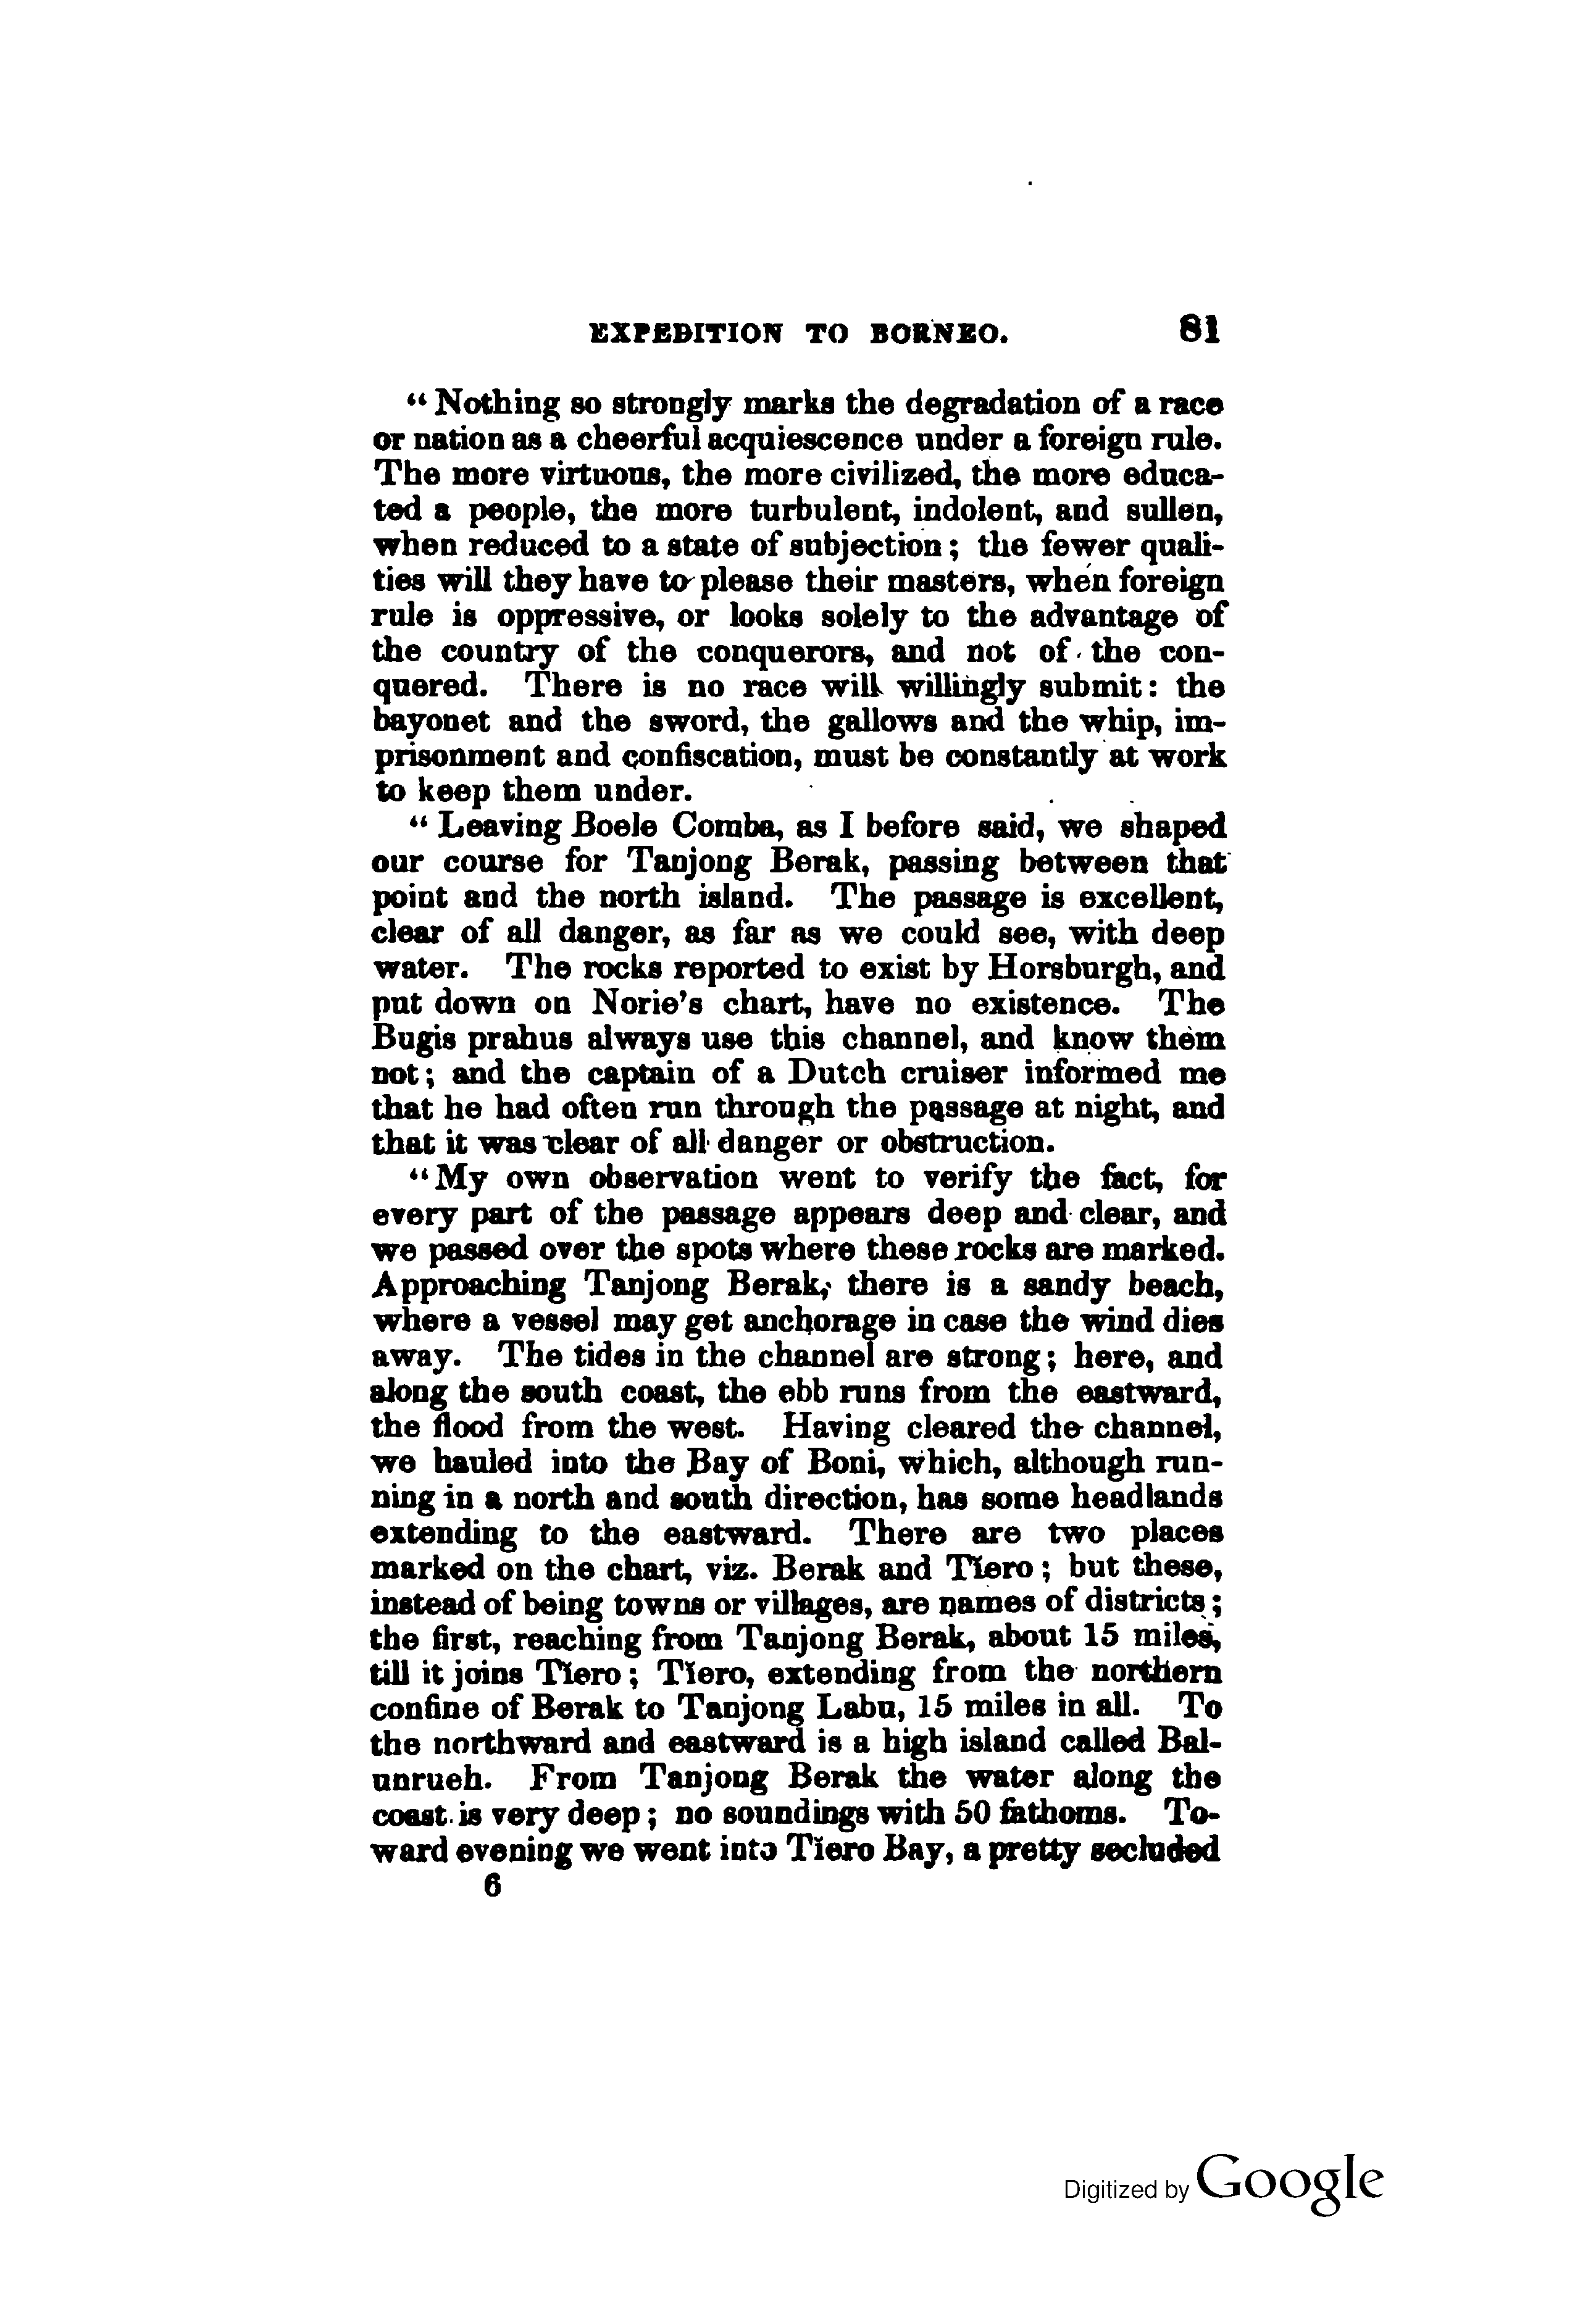 EXPEDITION TO BORNEO. 81
“ Nothing so strongly marks the degradation of a race
or nation as a cheerful acquiescence under a foreign rule.
The more virtuous, the more civilized, the more educa-
ted a people, the more turbulent, indolent, and sullen,
when reduced to a state of subjection ; the fewer quali-
ties will they have to please their masters, when foreign
rule is oppressive, or looks solely to the advantage of
the country of the conquerors, and not of the con-
quered. There is no race will willingly submit : the
bayonet and the sword, the gallows and the whip, im-
prisonment and confiscation, must be constantly at work
to keep them under.
“ Leaving Boele Comba, as I before said, we shaped
our course for Tanjong Berak, passing between that
point and the north island. The passage is excellent,
clear of all danger, as far as we could see, with deep
water. The rocks reported to exist by Horsburgh, and
put down on Norie's chart, have no existence. The
Bugis prahus always use this channel, and know them
not ; and the captain of a Dutch cruiser informed me
that he had often run through the passage at night, and
that it was clear of all danger or obstruction.
“ My own observation went to verify the fact, for
every part of the passage appears deep and clear, and
we passed over the spots where these rocks are marked.
Approaching Tanjong Berak, there is a sandy beach,
where a vessel may get anchorage in case the wind dies
away. The tides in the channel are strong ; here, and
along the south coast, the ebb runs from the eastward,
the flood from the west. Having cleared the channel,
we hauled into the Bay of Boni, which, although run-
ning in a north and south direction, has some headlands
extending to the eastward. There are two places
marked on the chart, viz. Berak and Tĭero ; but these,
instead of being towns or villages, are names of districts ;
the first, reaching from Tanjong Berak, about 15 miles,
till it joins Tĭero ; Tĭero, extending from the northern
confine of Berak to Tanjong Labu, 15 miles in all. To
the northward and eastward is a high island called Bal-
unrueh. From Tanjong Berak the water along the
coast is very deep ; no soundings with 50 fathoms. To-
ward evening we went into Tĭero Bay, a pretty secluded
6
Digitized by Google